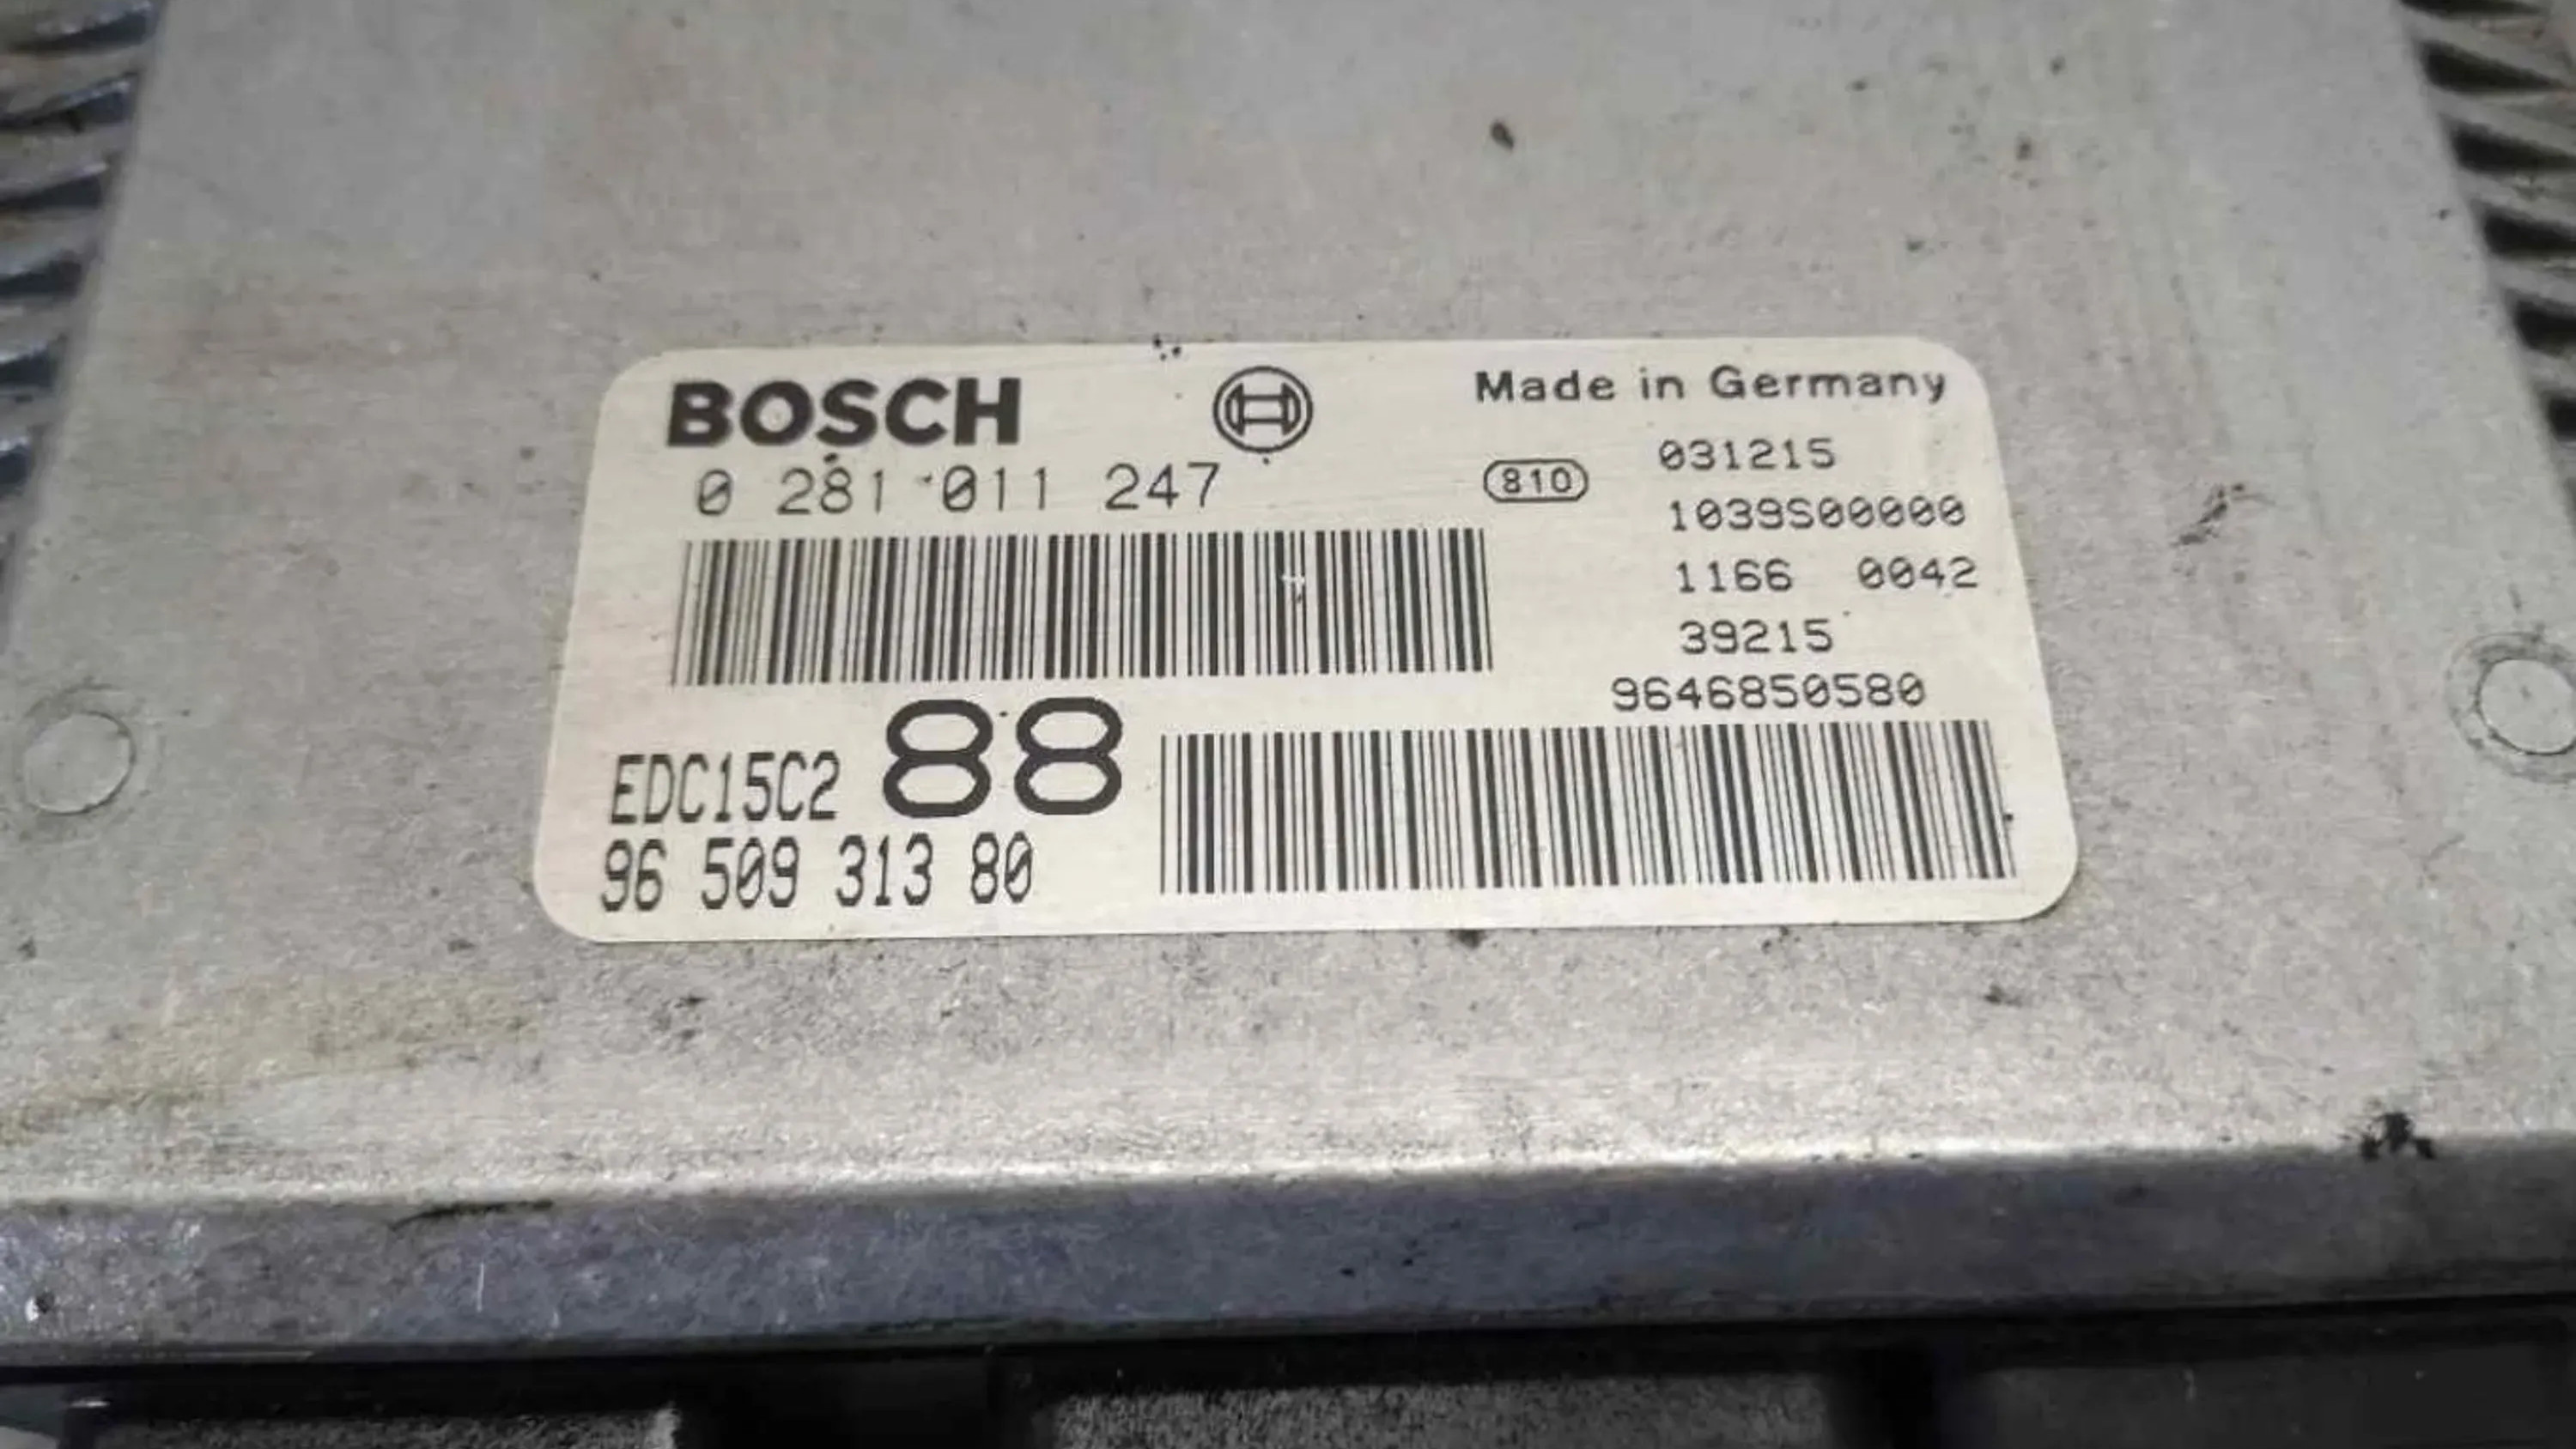 BOSCH
Made in Germany
0 281 011 247
810
031215
1039S00000
1166 0042
39215
9646850580
EDC15C2 88
96 509 313 80